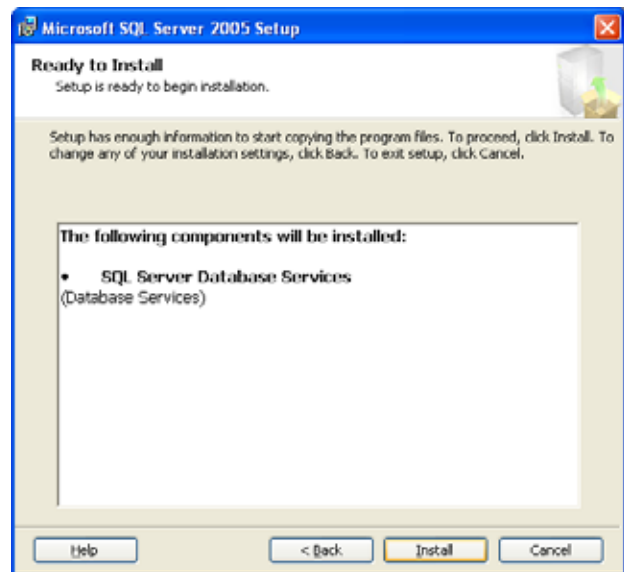 Microsoft SQL Server 2005 Setup
Ready to Install
Setup is ready to begin installation.
Setup has enough information to start copying the program files. To proceed, click Install. To
change any of your installation settings, click Back. To exit setup, click Cancel.
The following components will be installed:
• SQL Server Database Services
(Database Services)
Help
< Back
Install
Cancel